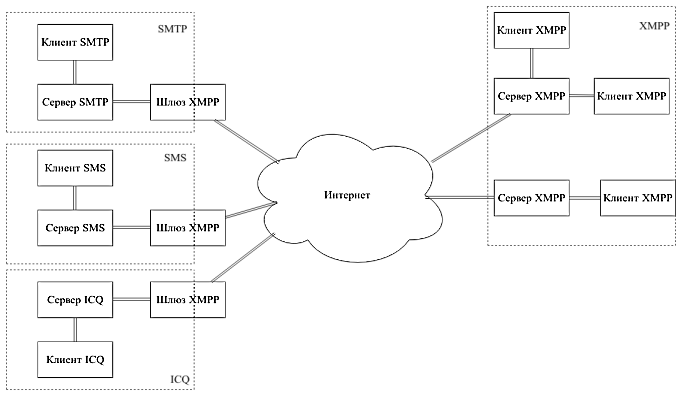 SMTP
Клиент SMTP
Сервер SMTP
Шлюз XMPP
SMS
Клиент SMS
Сервер SMS
Шлюз XMPP
Сервер ICQ
Шлюз XMPP
Клиент ICQ
ICQ
Интернет
XMPP
Клиент XMPP
Сервер XMPP
Клиент XMPP
Сервер XMPP
Клиент XMPP